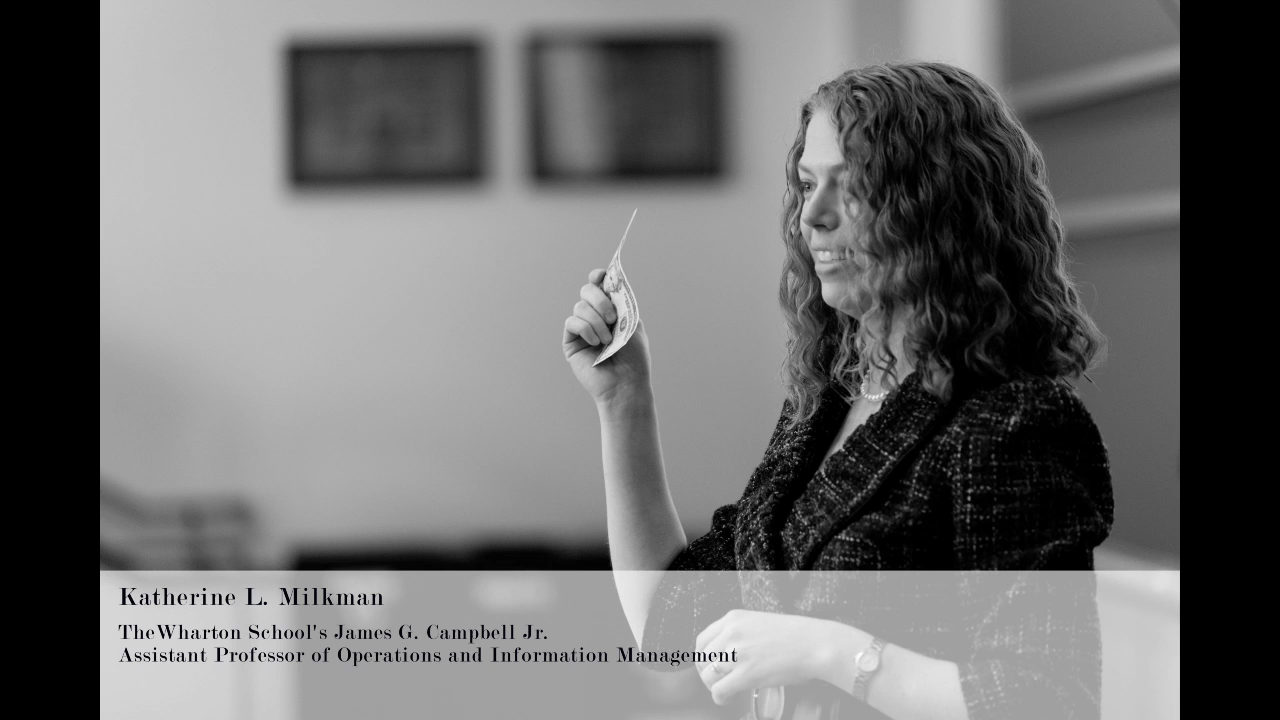 Katherine L. Milkman
TheWharton School's James G. Campbell Jr.
Assistant Professor of Operations and Information Management